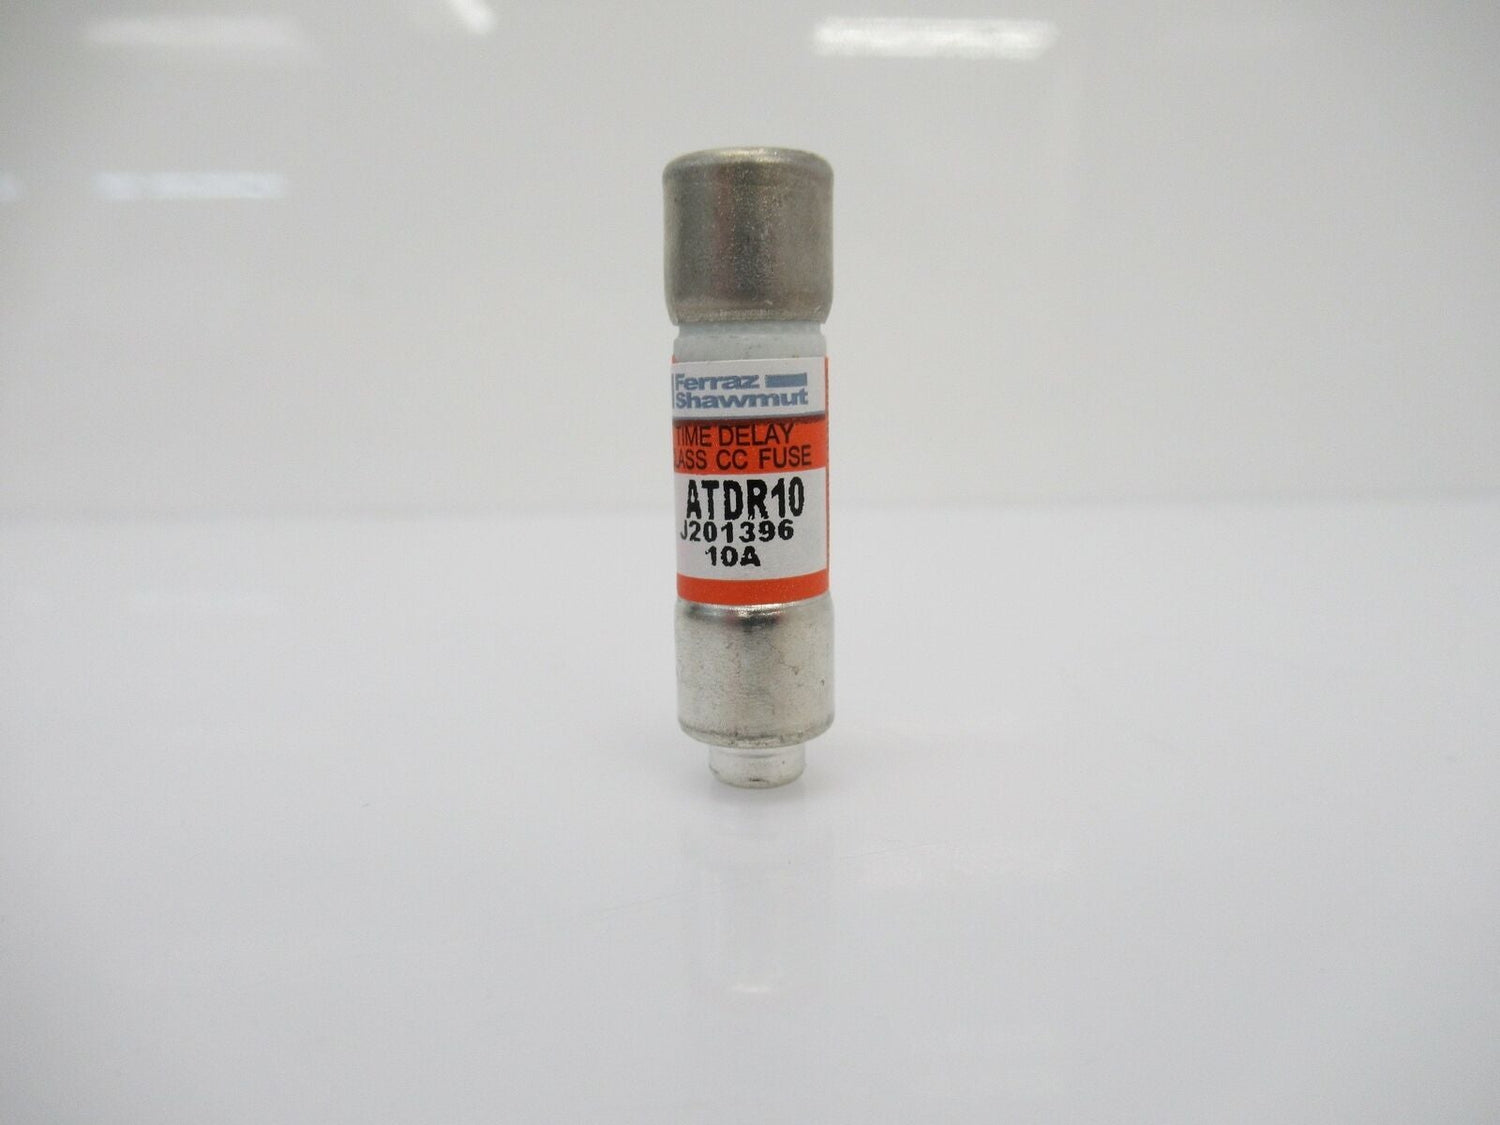 Ferraz
Shawmut
TIME DELAY
LASS CC FUSE
ATDR10
J201396
10A